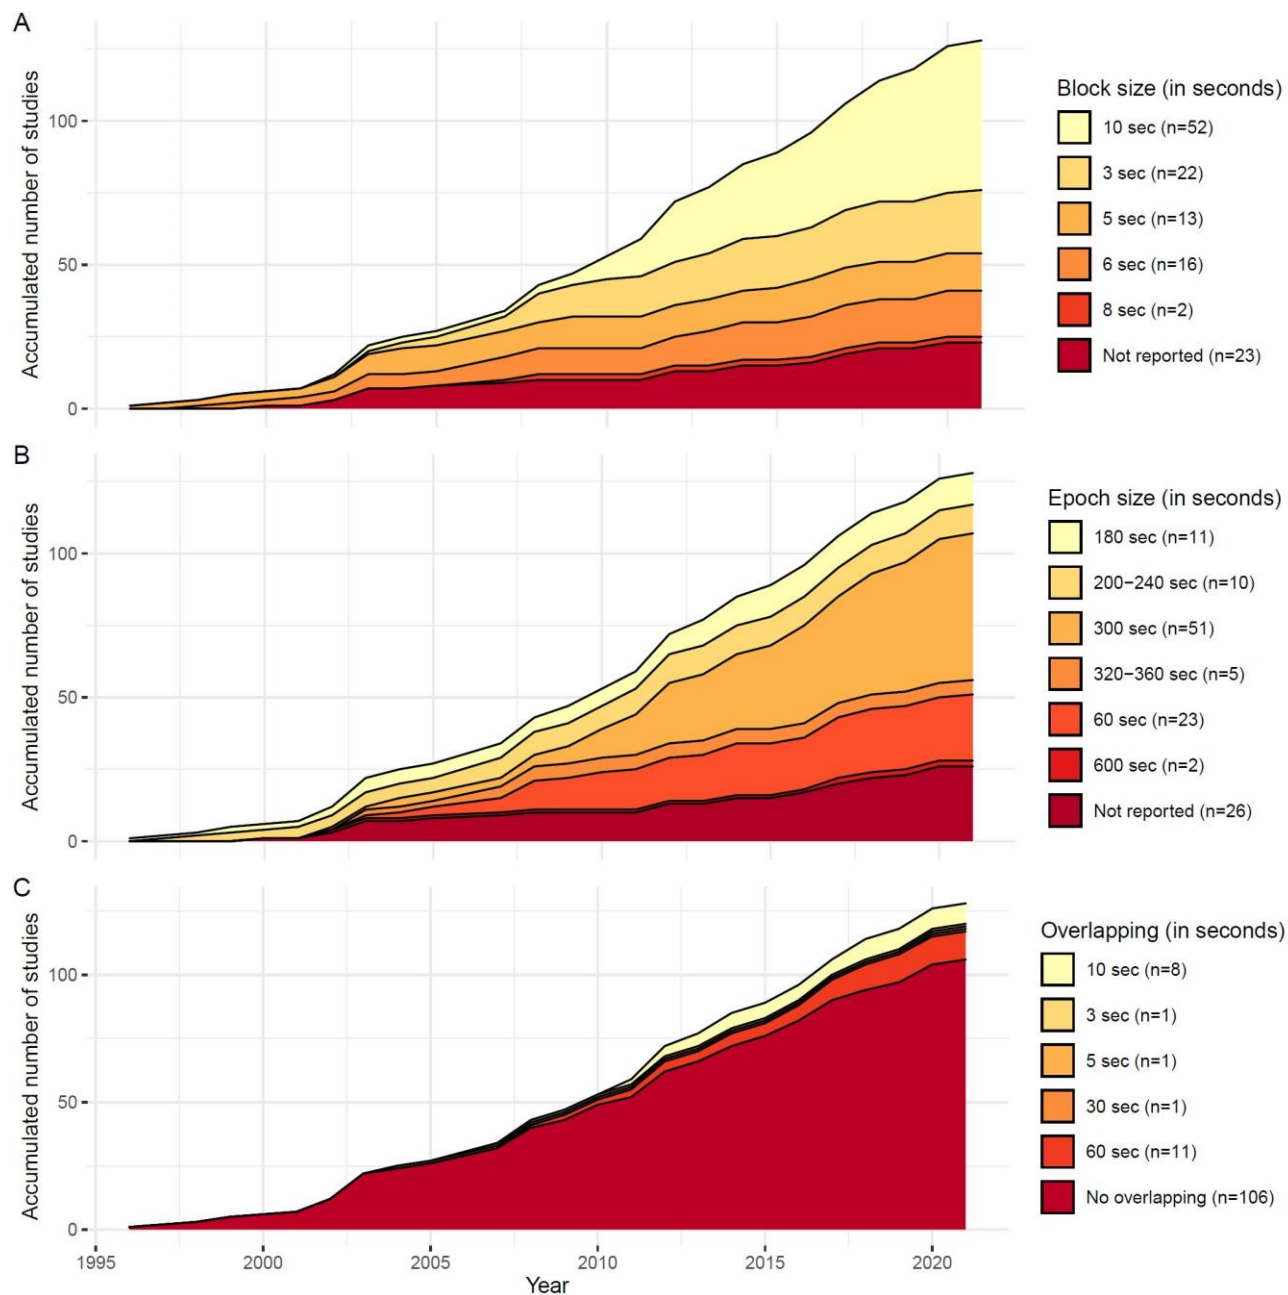 A
Accumulated number of studies
100
50
0
Block size (in seconds)
10 sec (n=52)
3 sec (n=22)
5 sec (n=13)
6 sec (n=16)
8 sec (n=2)
Not reported (n=23)
B
Accumulated number of studies
100
50
0
Epoch size (in seconds)
180 sec (n=11)
200−240 sec (n=10)
300 sec (n=51)
320−360 sec (n=5)
60 sec (n=23)
600 sec (n=2)
Not reported (n=26)
C
Accumulated number of studies
100
50
0
Overlapping (in seconds)
10 sec (n=8)
3 sec (n=1)
5 sec (n=1)
30 sec (n=1)
60 sec (n=11)
No overlapping (n=106)
1995 2000 2005 2010 2015 2020
Year